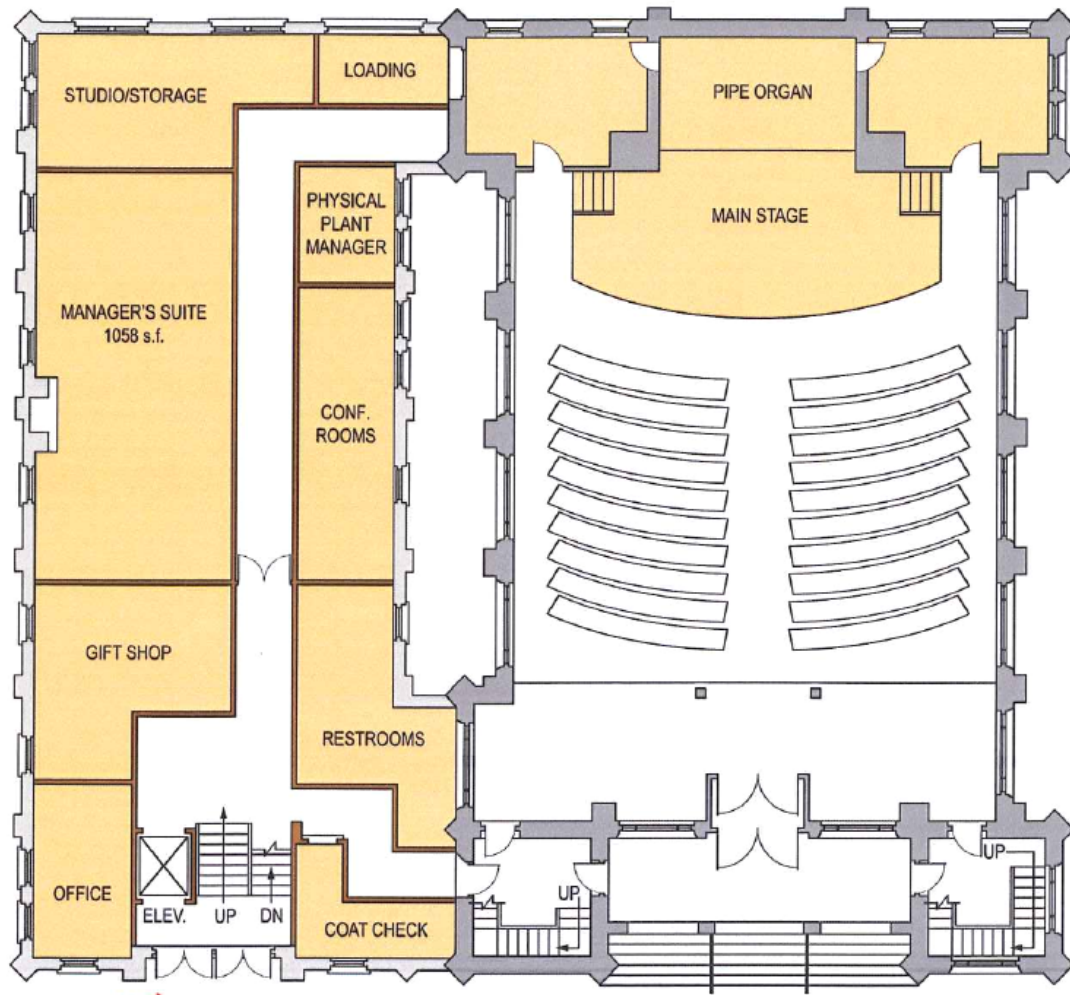 LOADING
STUDIO/STORAGE
PIPE ORGAN
PHYSICAL
PLANT
MANAGER
MAIN STAGE
MANAGER'S SUITE
1058 s.f.
CONF.
ROOMS
GIFT SHOP
RESTROOMS
OFFICE
ELEV.
UP
DN
COAT CHECK
UP
UP